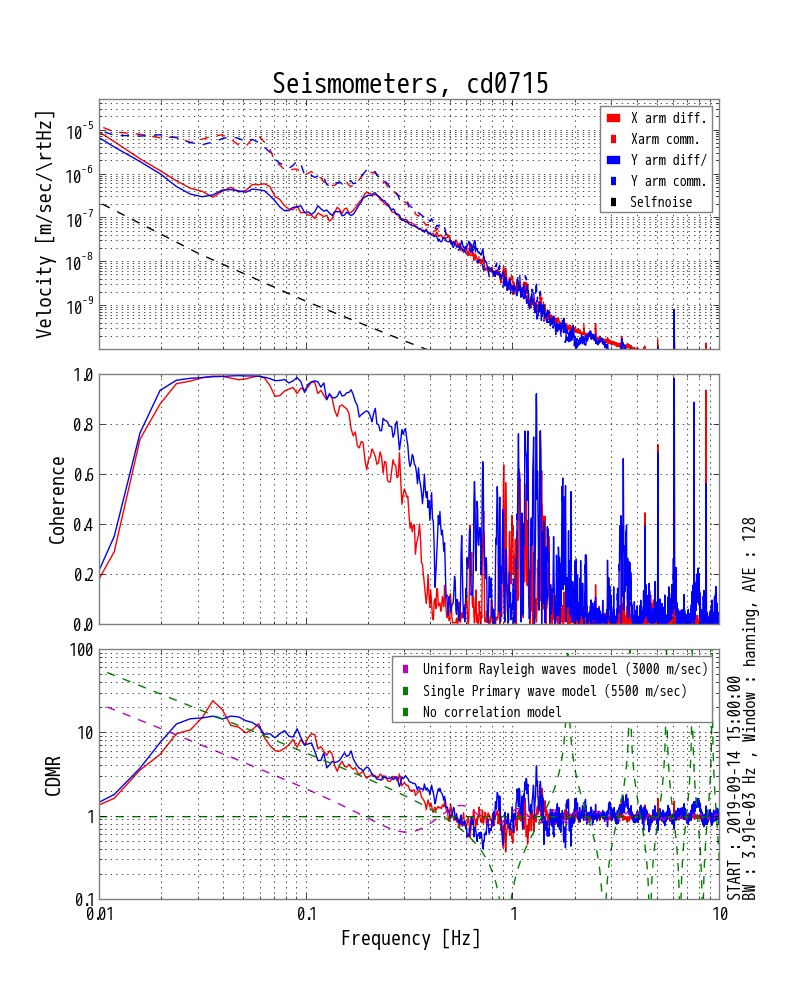 Seismometers, cd0715
Velocity [m/sec/\rtHz]
10^-5
10^-6
10^-7
10^-8
10^-9
X arm diff.
Xarm comm.
Y arm diff/
Y arm comm.
Selfnoise
Coherence
1.0
0.8
0.6
0.4
0.2
0.0
CDMR
100
10
1
0.1
Uniform Rayleigh waves model (3000 m/sec)
Single Primary wave model (5500 m/sec)
No correlation model
0.01 0.1 1 10
Frequency [Hz]
START : 2019-09-14 15:00:00
BW : 3.91e-03 Hz , Window : hanning, AVE : 128